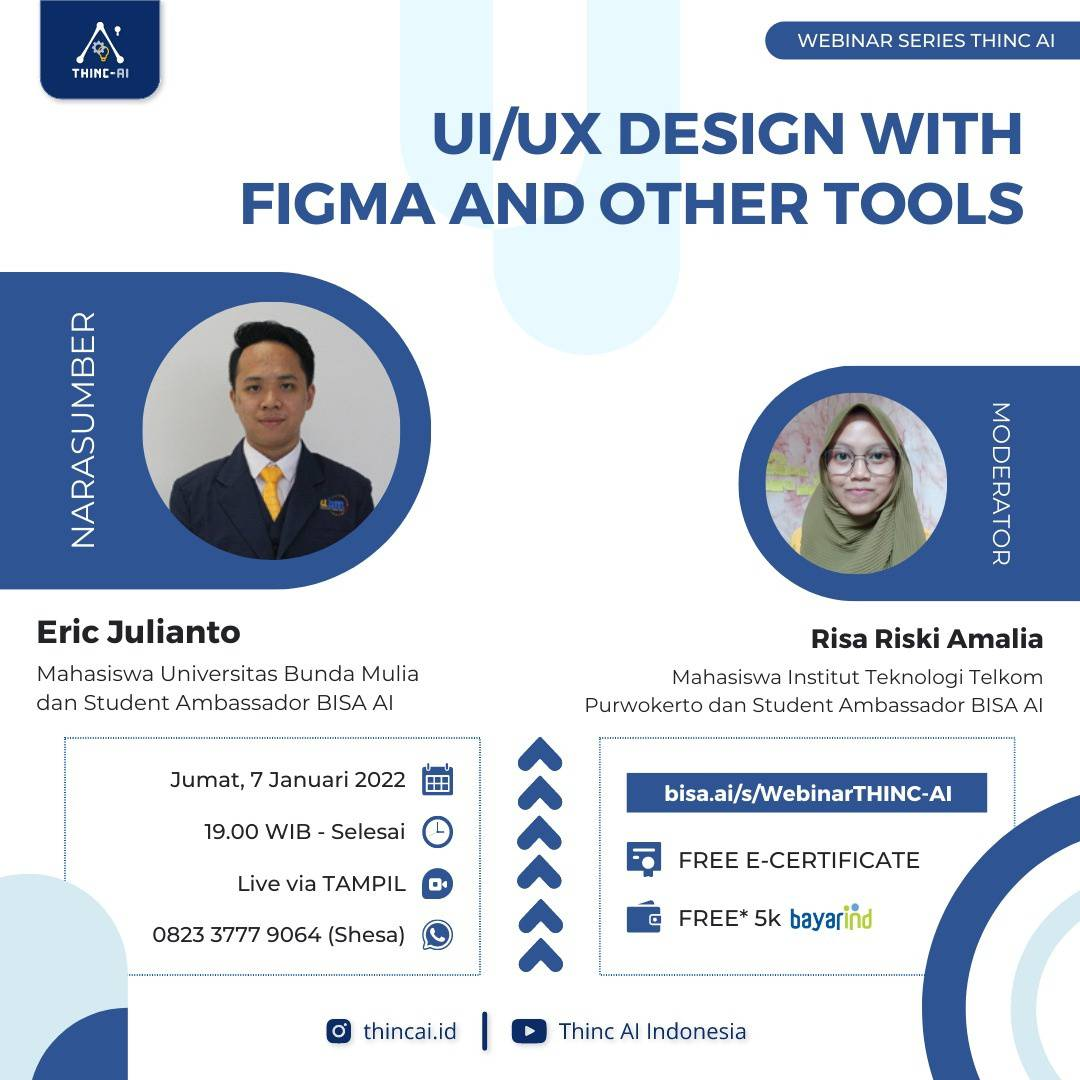 THINC-AI
WEBINAR SERIES THINC AI
UI/UX DESIGN WITH
FIGMA AND OTHER TOOLS
NARASUMBER
MODERATOR
Eric Julianto
Mahasiswa Universitas Bunda Mulia
dan Student Ambassador BISA AI
Risa Riski Amalia
Mahasiswa Institut Teknologi Telkom
Purwokerto dan Student Ambassador BISA AI
Jumat, 7 Januari 2022
19.00 WIB - Selesai
Live via TAMPIL
0823 3777 9064 (Shesa)
bisa.ai/s/WebinarTHINC-AI
FREE E-CERTIFICATE
FREE* 5k bayarind
thincai.id
Thinc AI Indonesia